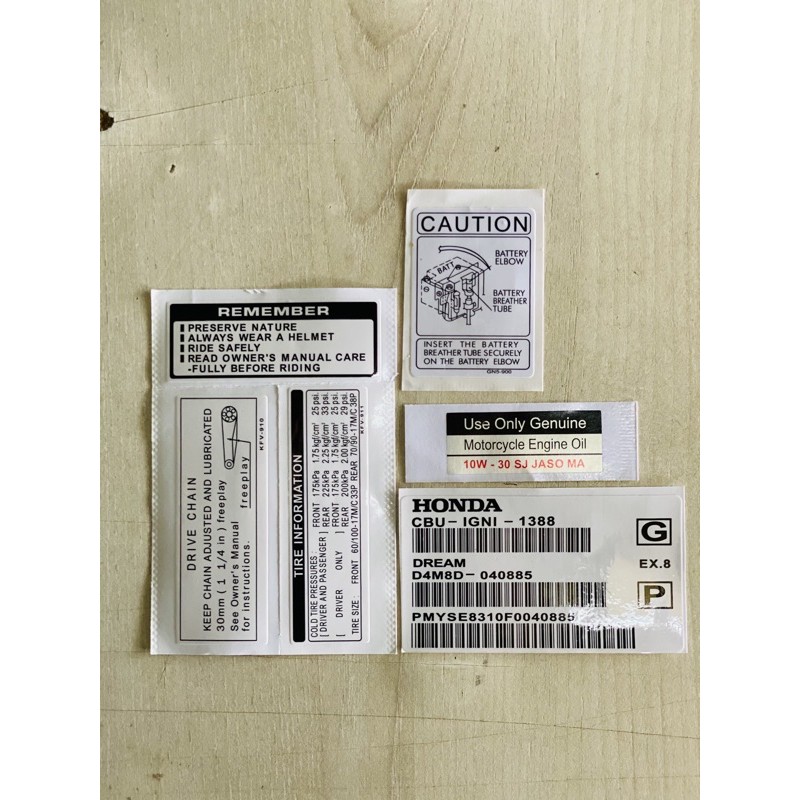 CAUTION
BATT
BATTERY
ELBOW
BATTERY
BREATHER
TUBE
INSERT THE BATTERY
BREATHER TUBE SECURELY
ON THE BATTERY ELBOW
GN5-900
REMEMBER
PRESERVE NATURE
ALWAYS WEAR A HELMET
RIDE SAFELY
READ OWNER'S MANUAL CARE
-FULLY BEFORE RIDING
DRIVE CHAIN
KEEP CHAIN ADJUSTED AND LUBRICATED
30mm ( 1 1/4 in ) freeplay
See Owner's Manual
for Instructions.
freeplay
KFV-910
TIRE INFORMATION
COLD TIRE PRESSURES :
[ DRIVER AND PASSENGER ] FRONT 175kPa 1.75 kgf/cm² 25 psi.
REAR 225kPa 2.25 kgf/cm² 33 psi.
[ DRIVER ONLY ] FRONT 175kPa 1.75 kgf/cm² 25 psi.
REAR 200kPa 2.00 kgf/cm² 29 psi.
TIRE SIZE : FRONT 60/100-17M/C 33P REAR 70/90-17M/C 38P
KFV-911
Use Only Genuine
Motorcycle Engine Oil
10W - 30 SJ JASO MA
HONDA
CBU- IGNI - 1388
G
DREAM
EX.8
D4M8D- 040885
P
PMYSE8310F0040885